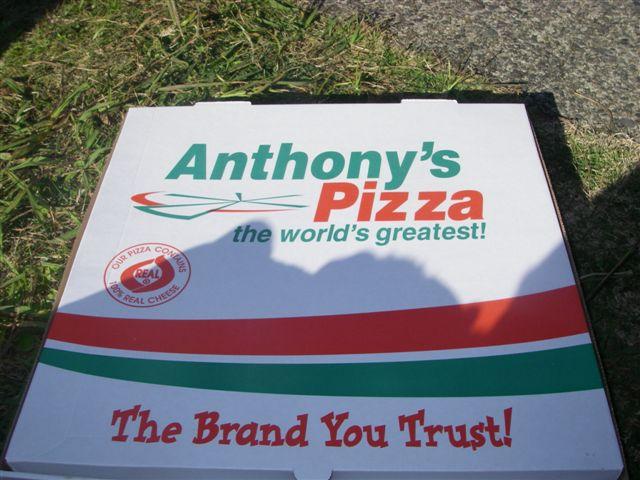 Anthony's
Pizza
the world's greatest!
OUR PIZZA CONTAINS
REAL
®
100% REAL CHEESE
The Brand You Trust!